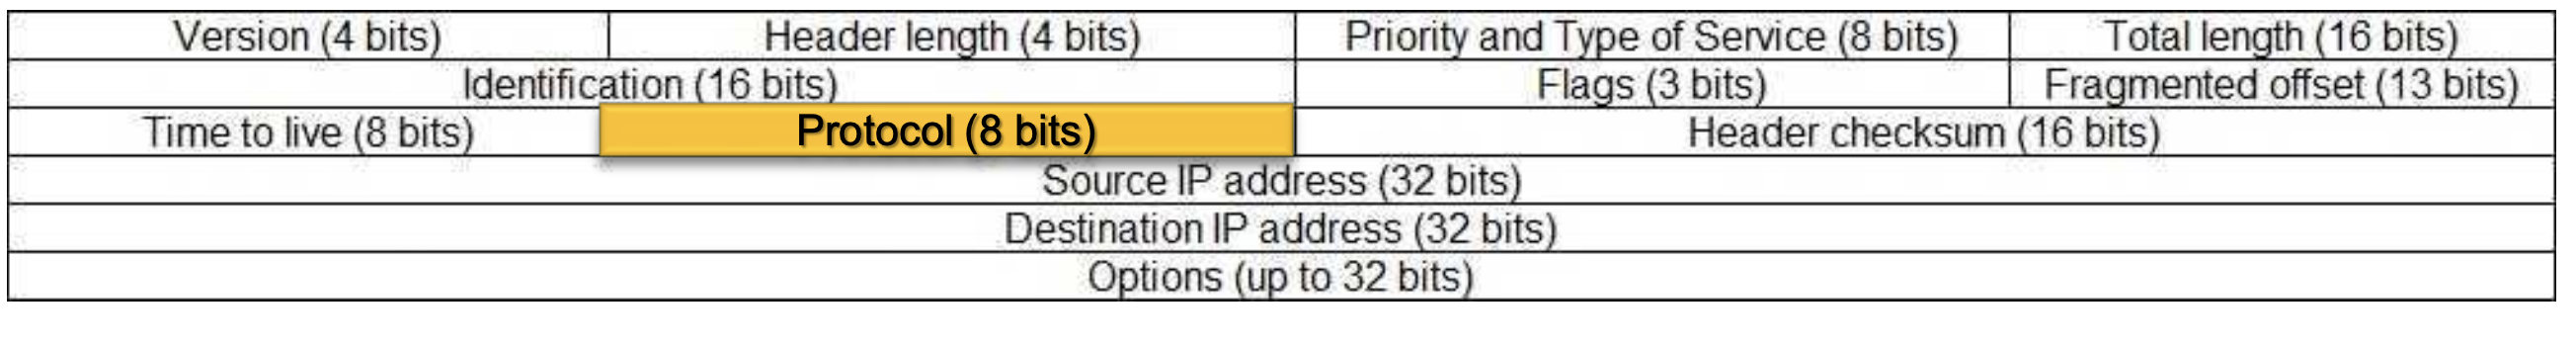 Version (4 bits) Header length (4 bits) Priority and Type of Service (8 bits) Total length (16 bits)
Identification (16 bits) Flags (3 bits) Fragmented offset (13 bits)
Time to live (8 bits) Protocol (8 bits) Header checksum (16 bits)
Source IP address (32 bits)
Destination IP address (32 bits)
Options (up to 32 bits)